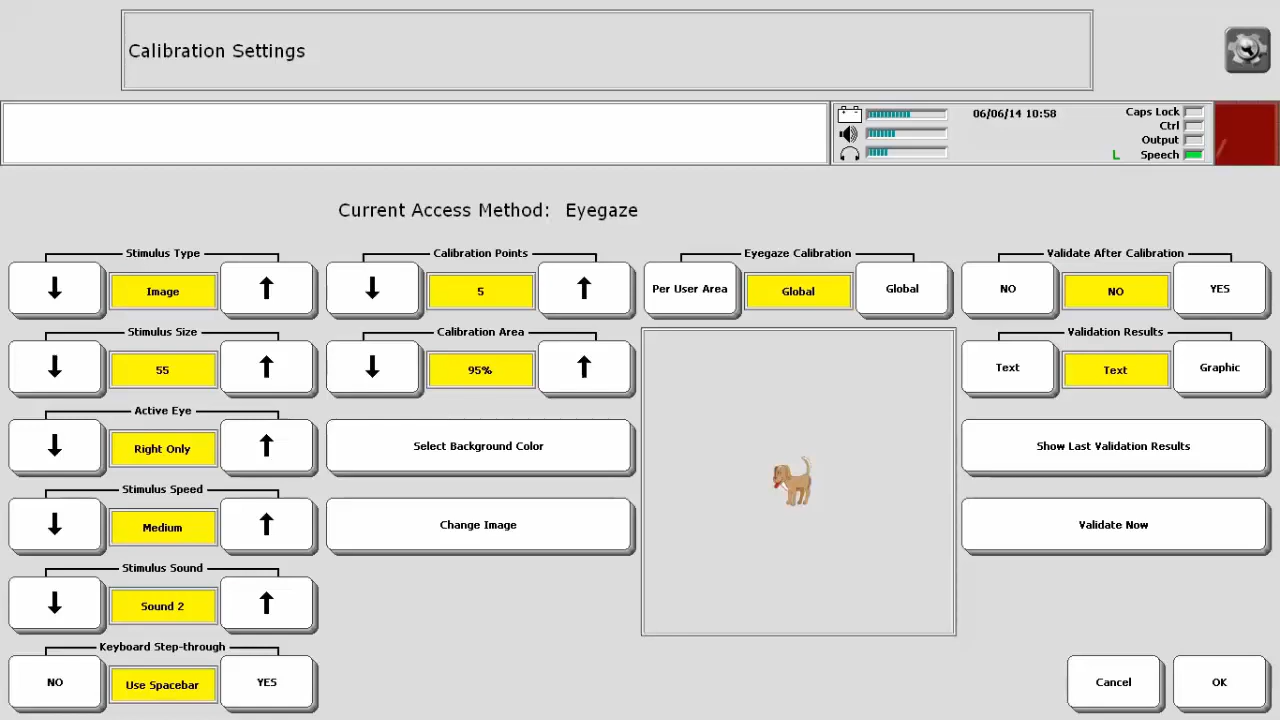 Calibration Settings
06/06/14 10:58
Caps Lock
Ctrl
Output
L Speech
Current Access Method: Eyegaze
Stimulus Type
↓ Image ↑
Calibration Points
↓ 5 ↑
Eyegaze Calibration
Per User Area Global Global
Validate After Calibration
NO NO YES
Stimulus Size
↓ 55 ↑
Calibration Area
↓ 95% ↑
Validation Results
Text Text Graphic
Active Eye
↓ Right Only ↑
Select Background Color
Show Last Validation Results
Stimulus Speed
↓ Medium ↑
Change Image
Validate Now
Stimulus Sound
↓ Sound 2 ↑
Keyboard Step-through
NO Use Spacebar YES
Cancel OK